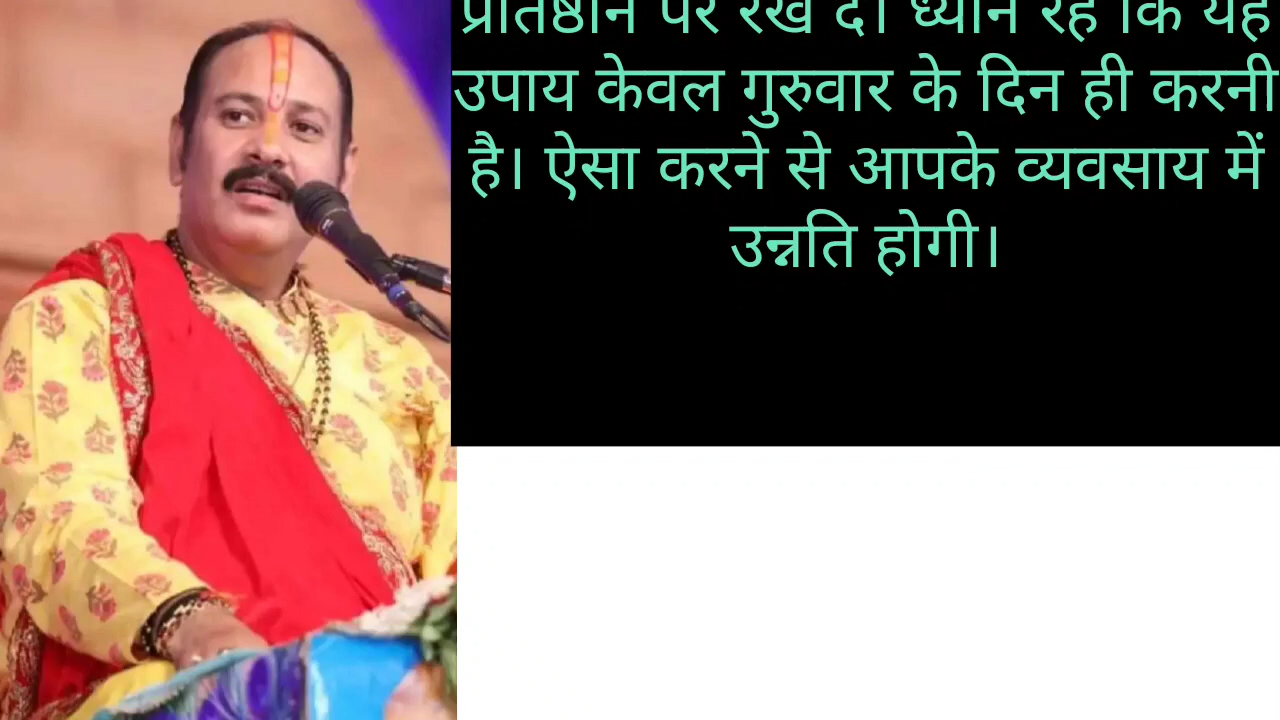 प्रतिष्ठान पर रख दें। ध्यान रहे कि यह
उपाय केवल गुरुवार के दिन ही करनी
है। ऐसा करने से आपके व्यवसाय में
उन्नति होगी।